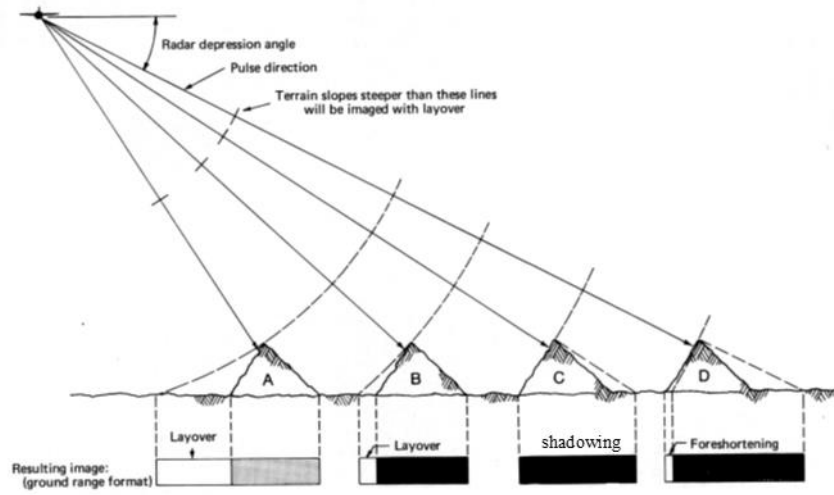 Radar depression angle
Pulse direction
Terrain slopes steeper than these lines
will be imaged with layover
A
B
C
D
Layover
Layover
shadowing
Foreshortening
Resulting image:
(ground range format)